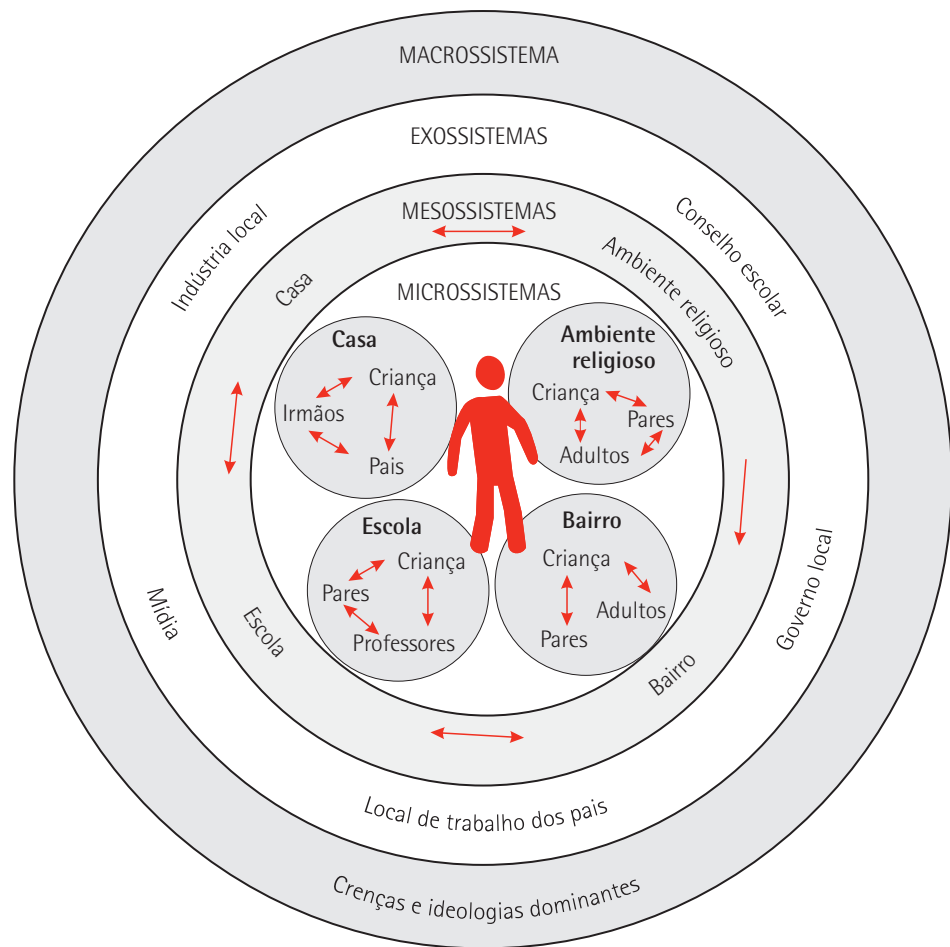 MACROSSISTEMA
EXOSSISTEMAS
Indústria local
Conselho escolar
Mídia
Governo local
Local de trabalho dos pais
MESOSSISTEMAS
Casa
Ambiente religioso
Escola
Bairro
MICROSSISTEMAS
Casa
Criança
Irmãos
Pais
Ambiente
religioso
Criança
Pares
Adultos
Escola
Criança
Pares
Professores
Bairro
Criança
Adultos
Pares
Crenças e ideologias dominantes